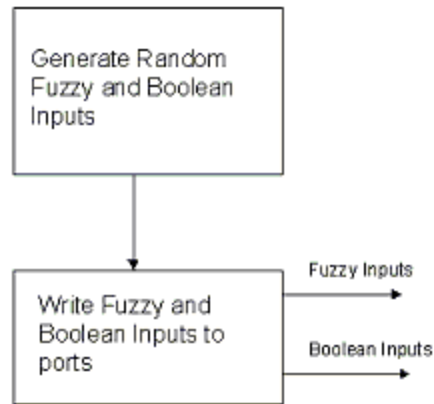 Generate Random
Fuzzy and Boolean
Inputs
Fuzzy Inputs
Write Fuzzy and
Boolean Inputs to
ports
Boolean Inputs